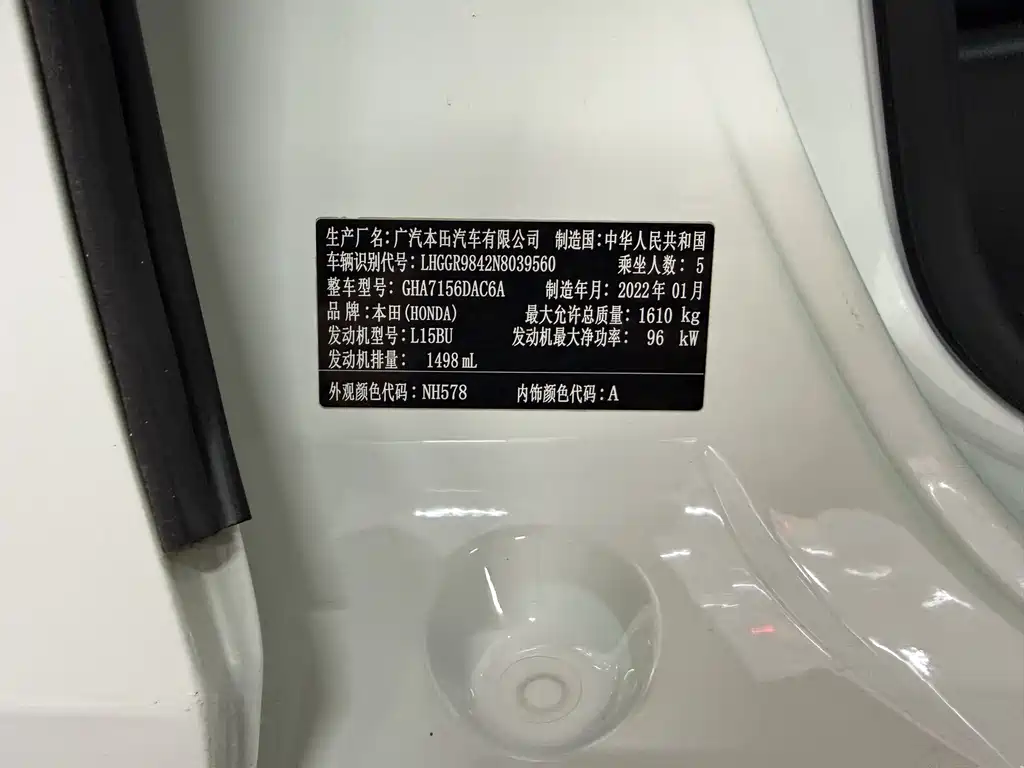 生产厂名：广汽本田汽车有限公司 制造国：中华人民共和国
车辆识别代号：LHGGR9842N8039560 乘坐人数：5
整车型号：GHA7156DAC6A 制造年月：2022年01月
品牌：本田(HONDA) 最大允许总质量：1610 kg
发动机型号：L15BU 发动机最大净功率：96 kW
发动机排量：1498 mL
外观颜色代码：NH578 内饰颜色代码：A